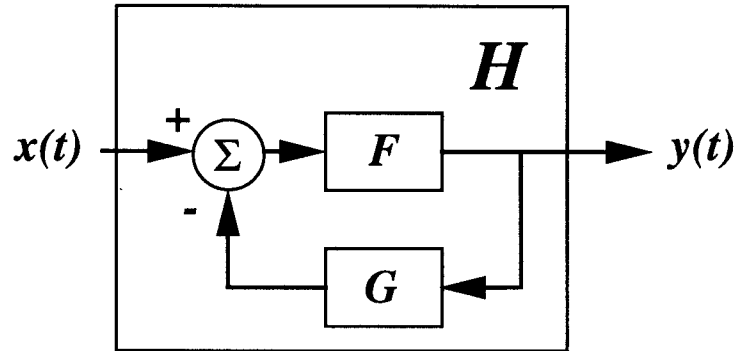 H
x(t) + Σ F y(t)
-
G